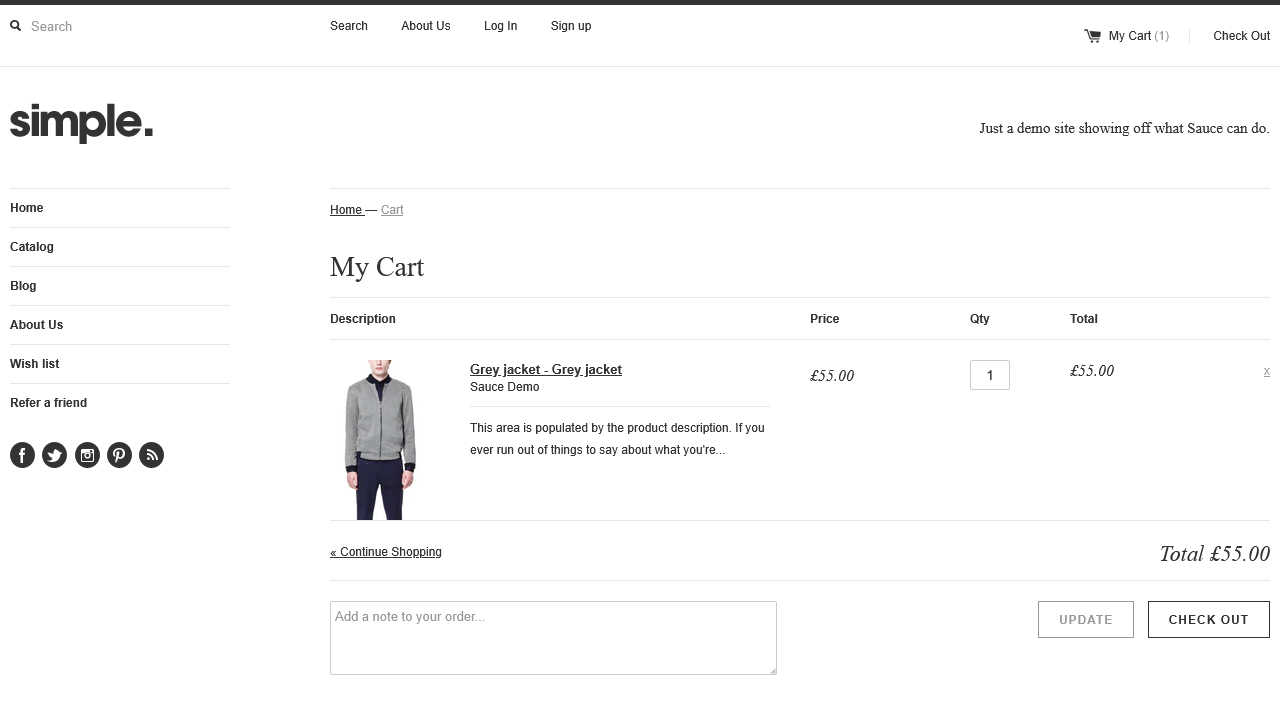 Search
Search
About Us
Log In
Sign up
My Cart (1)
Check Out
simple.
Just a demo site showing off what Sauce can do.
Home
Catalog
Blog
About Us
Wish list
Refer a friend
Home — Cart
My Cart
Description
Price
Qty
Total
Grey jacket - Grey jacket
Sauce Demo
This area is populated by the product description. If you
ever run out of things to say about what you're...
£55.00
1
£55.00
x
« Continue Shopping
Total £55.00
Add a note to your order...
UPDATE
CHECK OUT